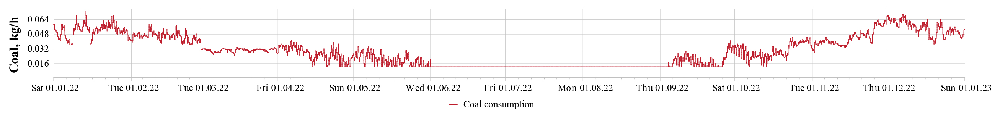 Coal, kg/h
0.064
0.048
0.032
0.016
Sat 01.01.22 Tue 01.02.22 Tue 01.03.22 Fri 01.04.22 Sun 01.05.22 Wed 01.06.22 Fri 01.07.22 Mon 01.08.22 Thu 01.09.22 Sat 01.10.22 Tue 01.11.22 Thu 01.12.22 Sun 01.01.23
Coal consumption